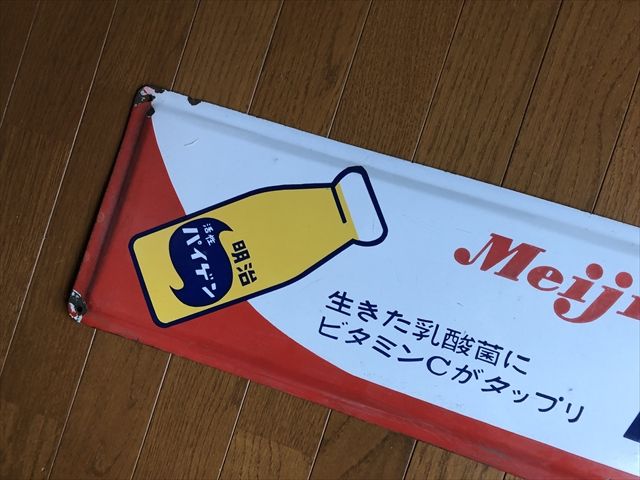 明治
活性
パイゲン
Meiji
生きた乳酸菌に
ビタミンCがタップリ